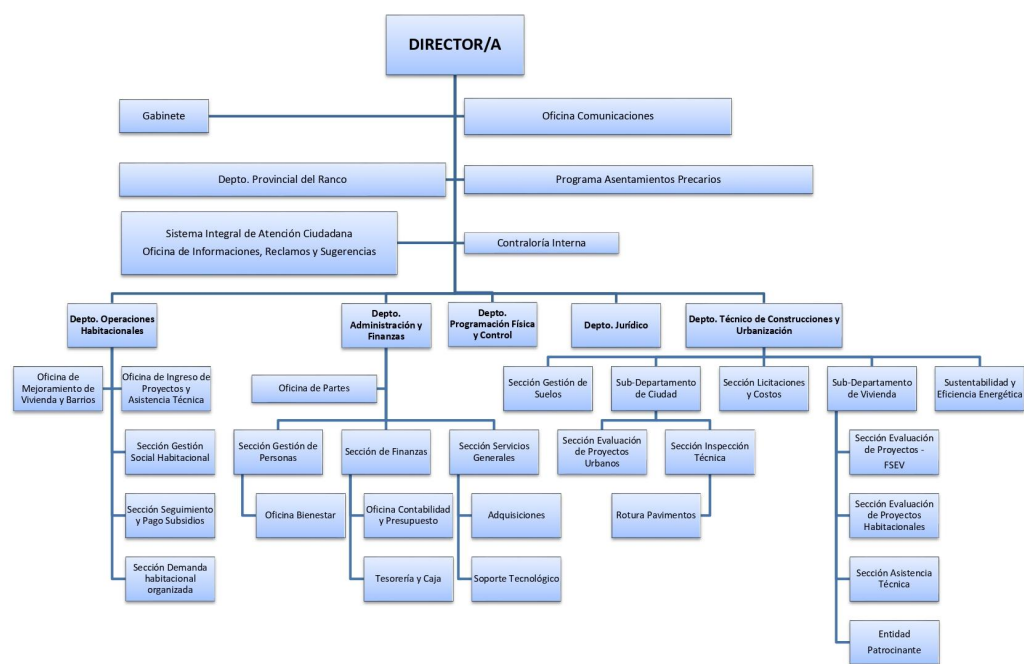 DIRECTOR/A
Gabinete
Oficina Comunicaciones
Depto. Provincial del Ranco
Programa Asentamientos Precarios
Sistema Integral de Atención Ciudadana
Oficina de Informaciones, Reclamos y Sugerencias
Contraloría Interna
Depto. Operaciones
Habitacionales
Depto.
Administración y
Finanzas
Depto.
Programación Física
y Control
Depto. Jurídico
Depto. Técnico de Construcciones y
Urbanización
Oficina de
Mejoramiento de
Vivienda y Barrios
Oficina de Ingreso de
Proyectos y
Asistencia Técnica
Sección Gestión
Social Habitacional
Sección Seguimiento
y Pago Subsidios
Sección Demanda
habitacional
organizada
Oficina de Partes
Sección Gestión de
Personas
Oficina Bienestar
Sección de Finanzas
Oficina Contabilidad
y Presupuesto
Tesorería y Caja
Sección Servicios
Generales
Adquisiciones
Soporte Tecnológico
Sección Gestión de
Suelos
Sub-Departamento
de Ciudad
Sección Evaluación
de Proyectos
Urbanos
Sección Inspección
Técnica
Rotura Pavimentos
Sección Licitaciones
y Costos
Sub-Departamento
de Vivienda
Sección Evaluación
de Proyectos -
FSEV
Sección Evaluación
de Proyectos
Habitacionales
Sección Asistencia
Técnica
Entidad
Patrocinante
Sustentabilidad y
Eficiencia Energética